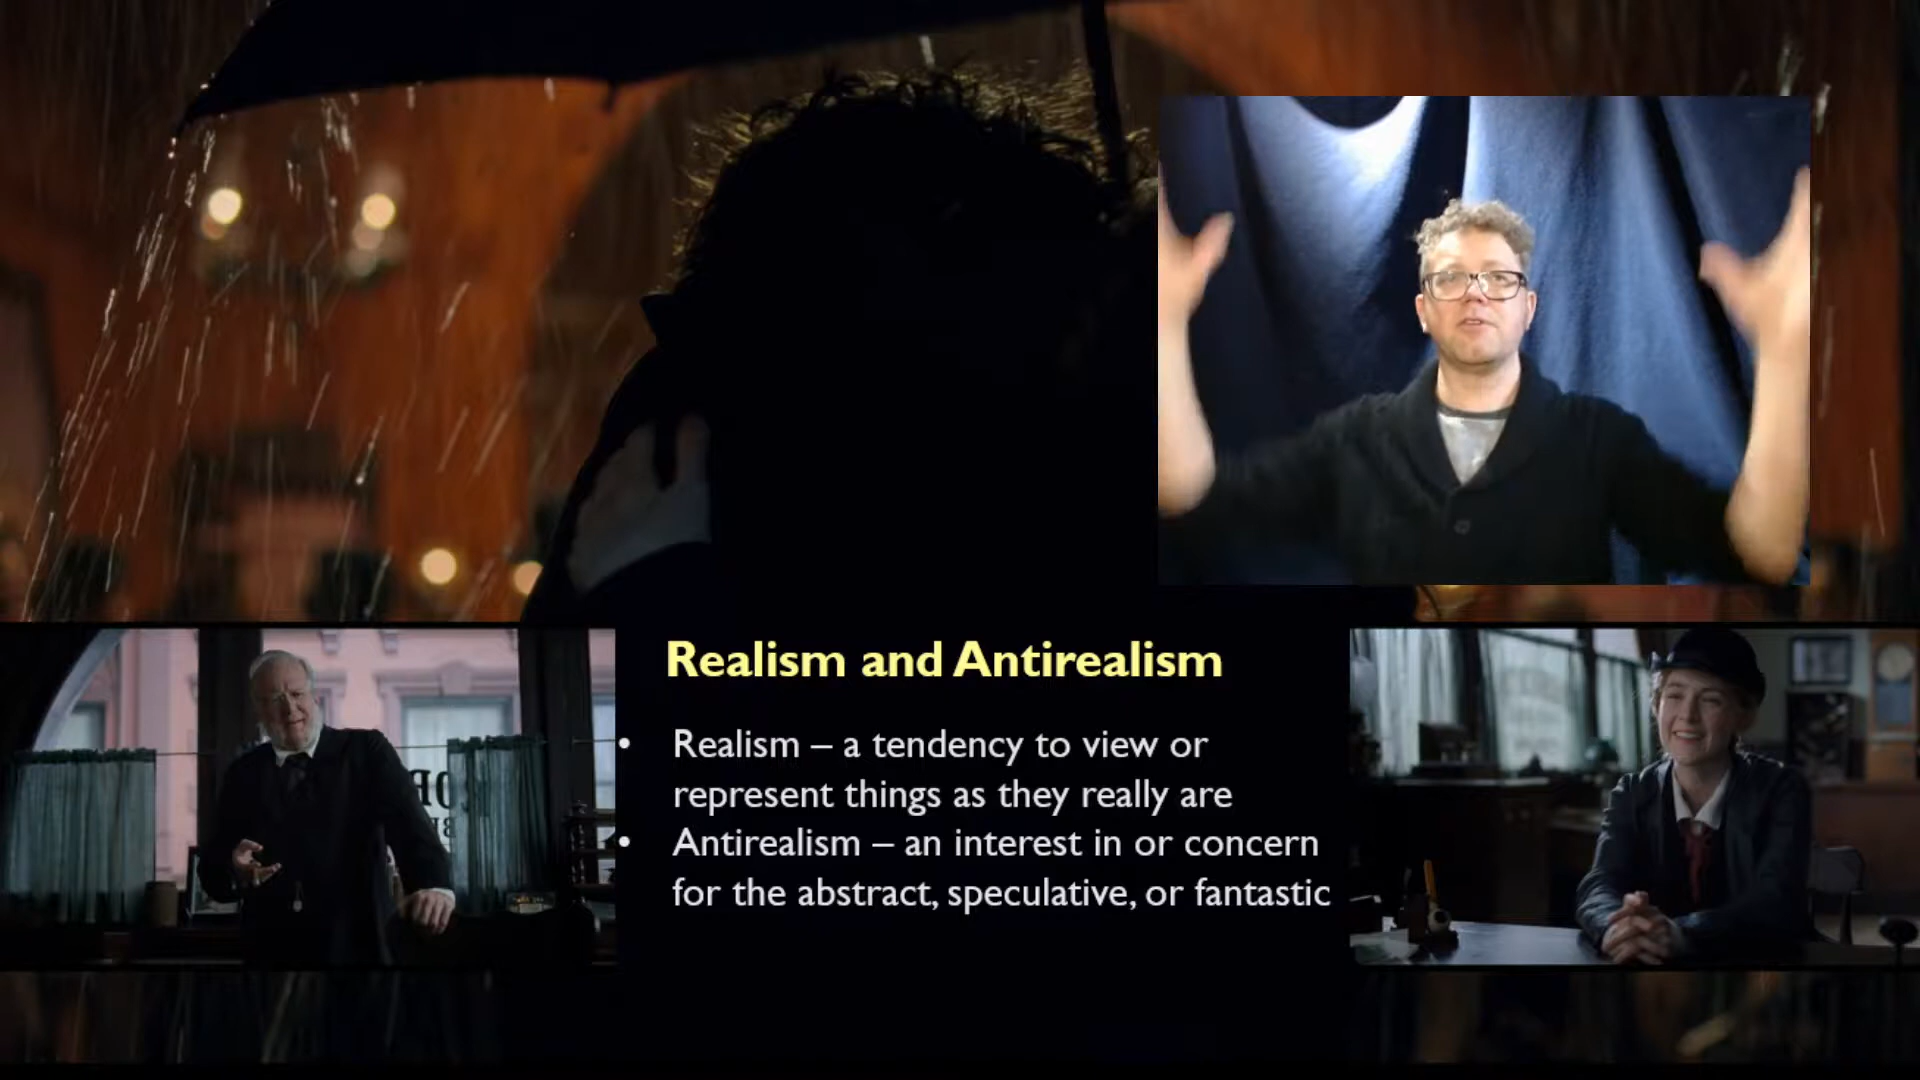 Realism and Antirealism
• Realism – a tendency to view or
represent things as they really are
• Antirealism – an interest in or concern
for the abstract, speculative, or fantastic